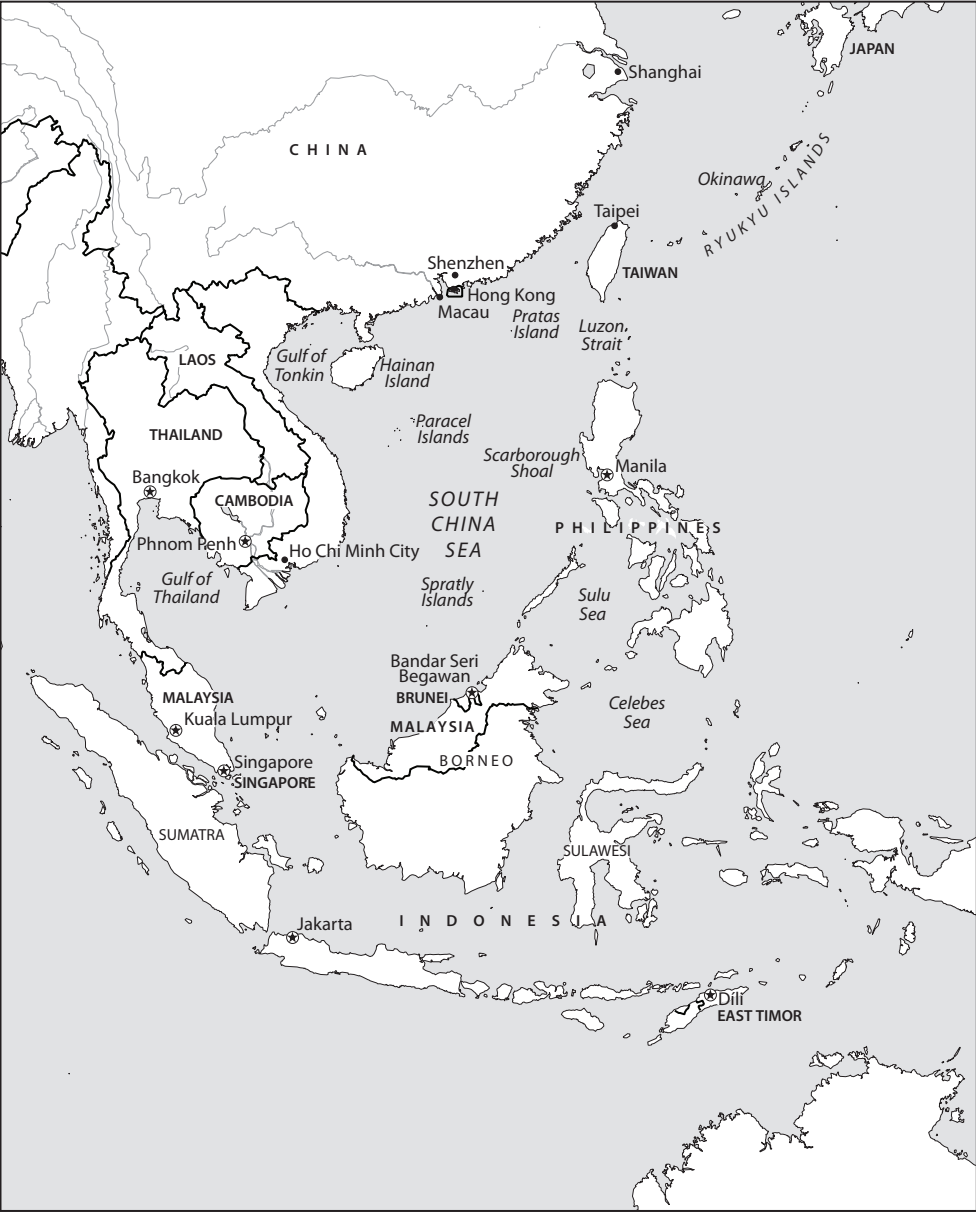 JAPAN
Shanghai
CHINA
Okinawa
RYUKYU ISLANDS
Taipei
TAIWAN
Shenzhen
Hong Kong
Macau
Pratas
Island
Luzon
Strait
LAOS
Gulf of
Tonkin
Hainan
Island
Paracel
Islands
THAILAND
Scarborough
Shoal
Manila
Bangkok
CAMBODIA
SOUTH
CHINA
SEA
PHILIPPINES
Phnom Penh
Ho Chi Minh City
Gulf of
Thailand
Spratly
Islands
Sulu
Sea
Bandar Seri
Begawan
BRUNEI
MALAYSIA
Kuala Lumpur
Celebes
Sea
MALAYSIA
BORNEO
Singapore
SINGAPORE
SUMATRA
SULAWESI
INDONESIA
Jakarta
Díli
EAST TIMOR